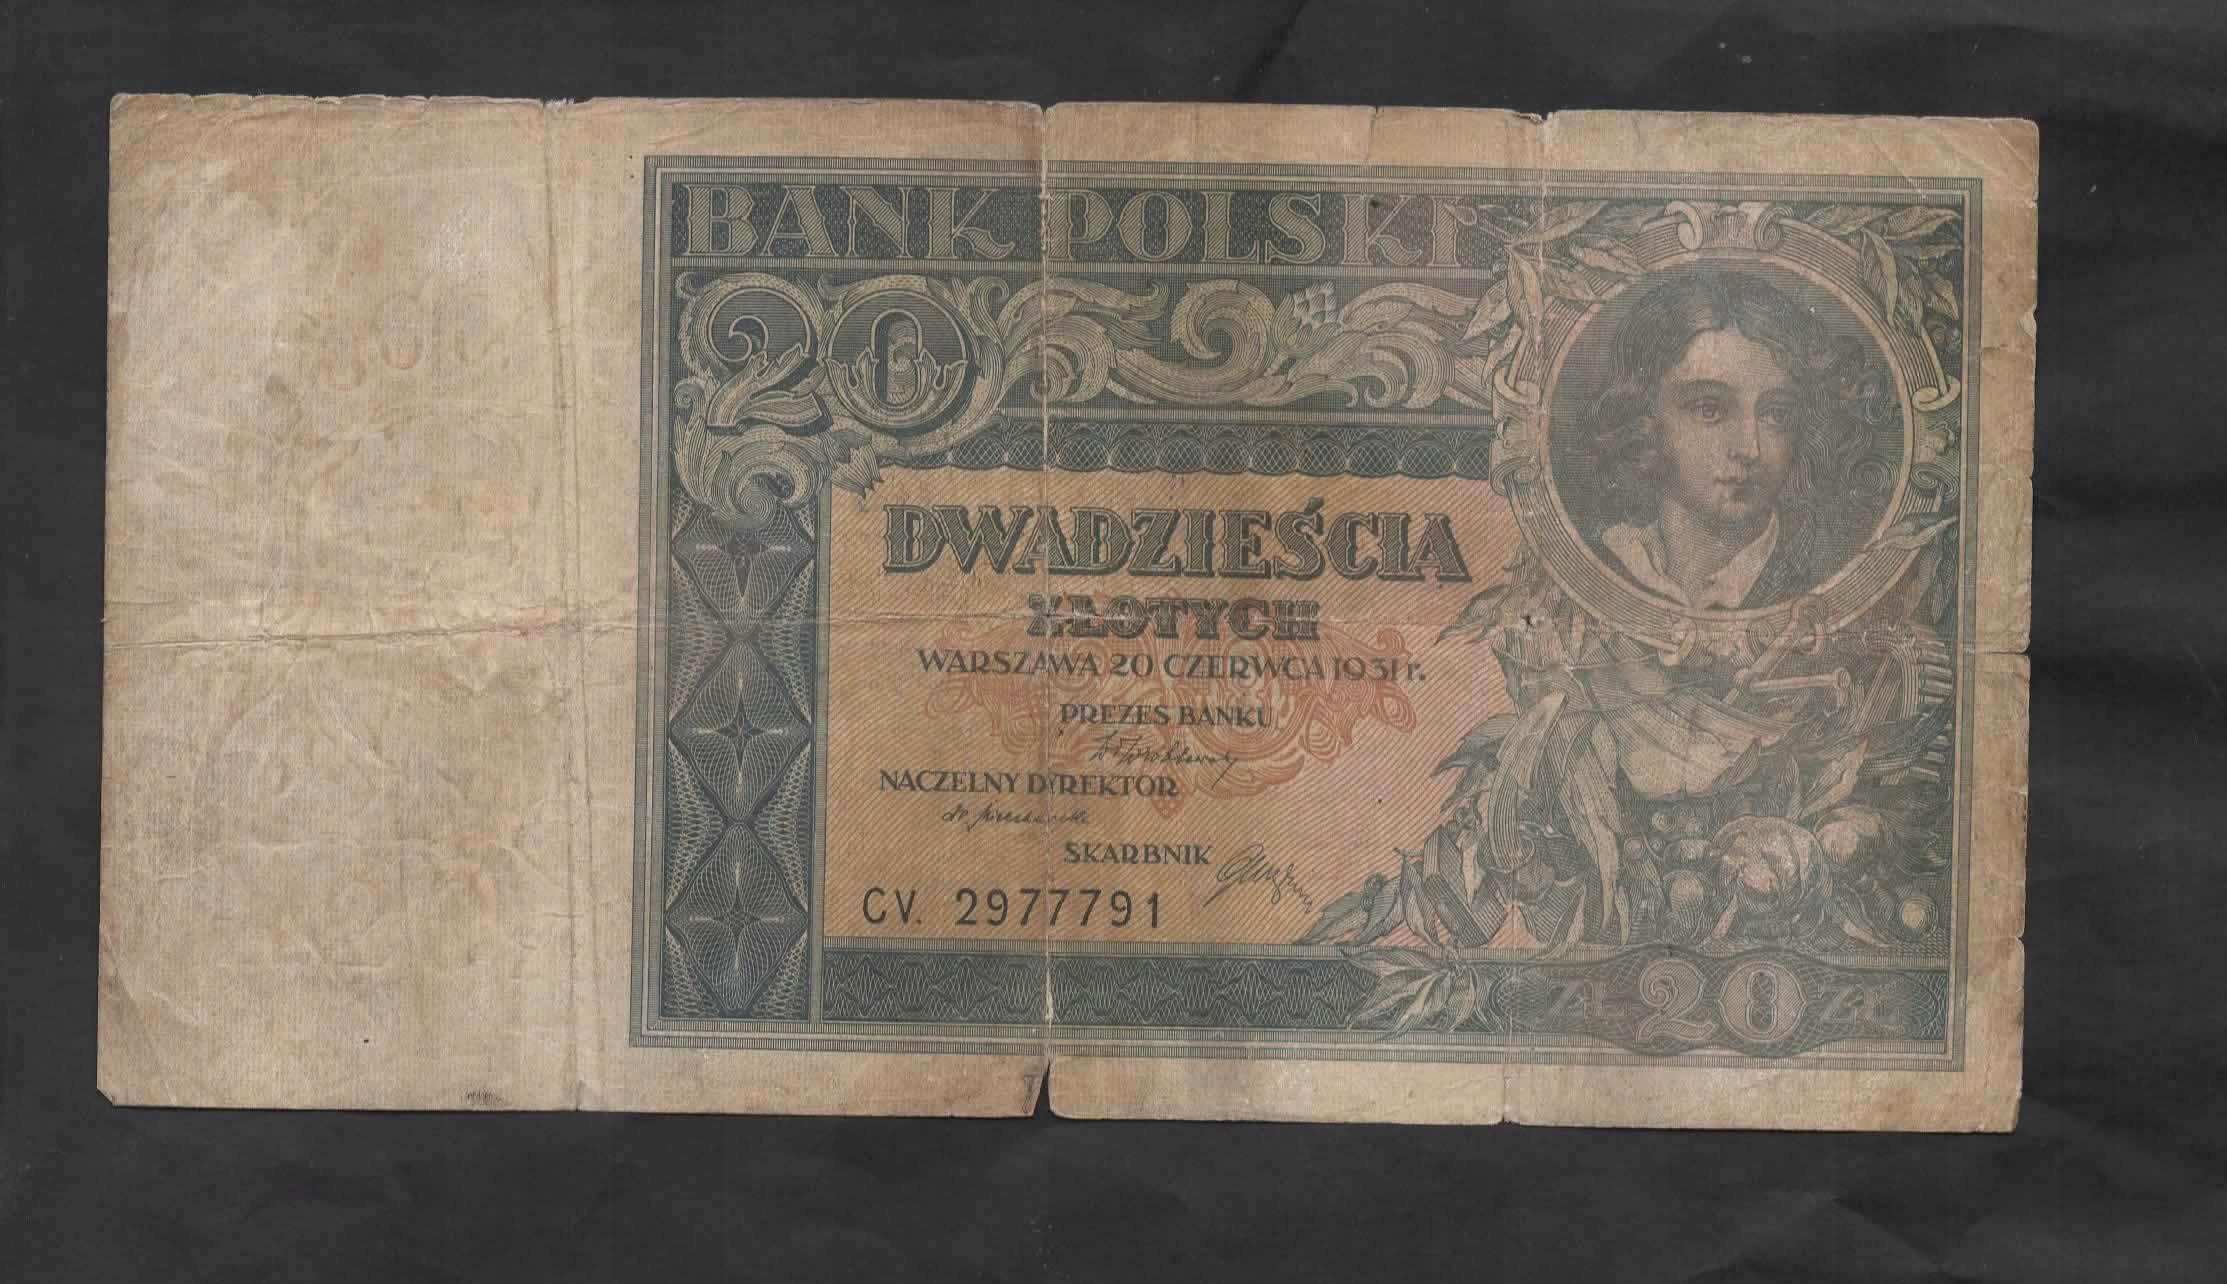 BANK POLSKI
20
DWADZIEŚCIA
ZŁOTYCH
WARSZAWA 20 CZERWCA 1931 r.
PREZES BANKU
NACZELNY DYREKTOR
SKARBNIK
CV. 2977791
ZŁ 20 ZŁ